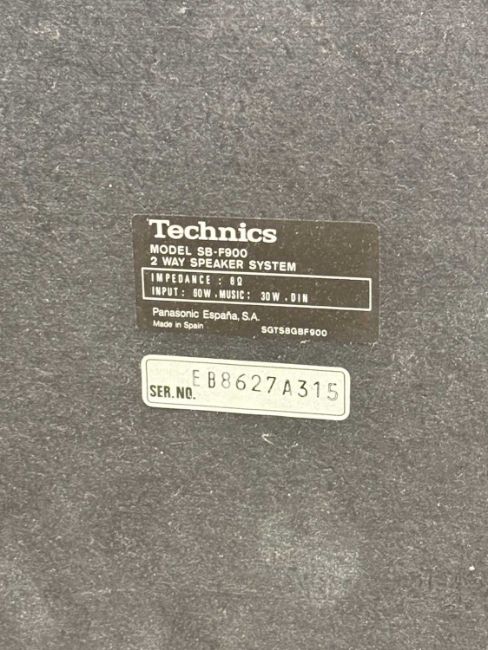 Technics
MODEL SB-F900
2 WAY SPEAKER SYSTEM
IMPEDANCE : 6Ω
INPUT : 60W.MUSIC: 30W.DIN
Panasonic España, S.A.
Made in Spain
SGTS8GBF900
SER.NO. EB8627A315